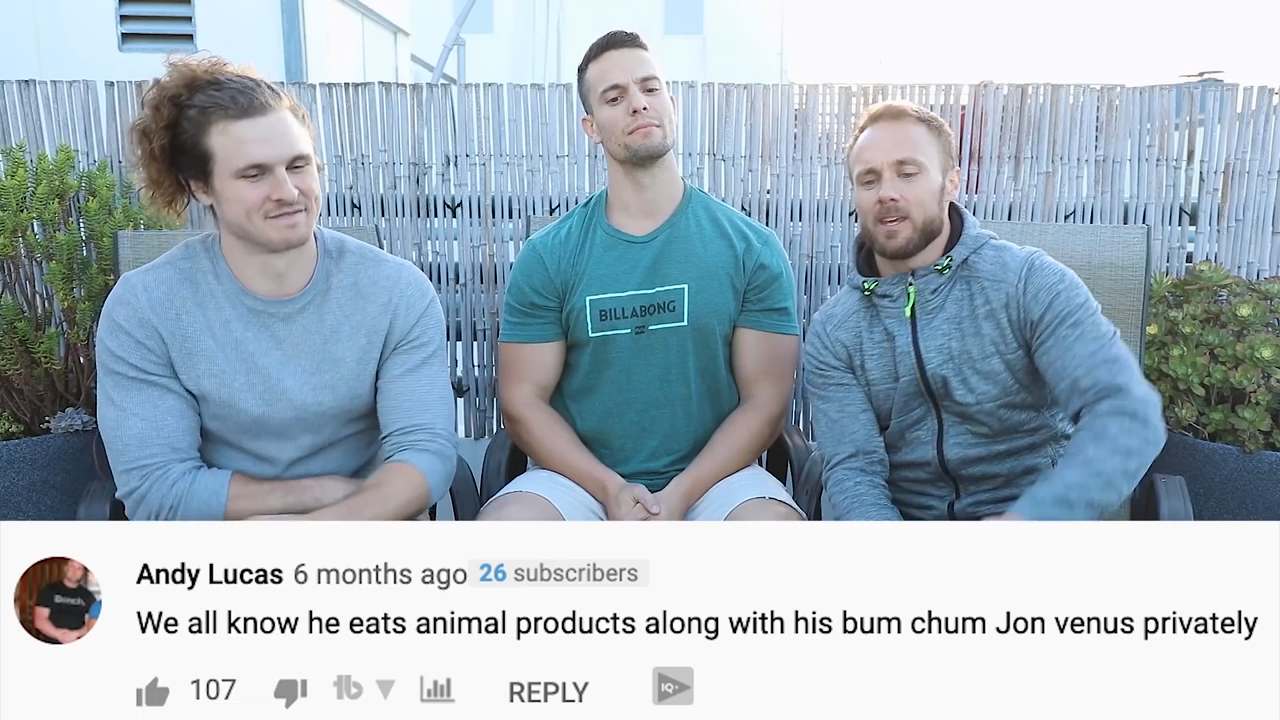 BILLABONG
Andy Lucas 6 months ago 26 subscribers
We all know he eats animal products along with his bum chum Jon venus privately
107 REPLY IQ+